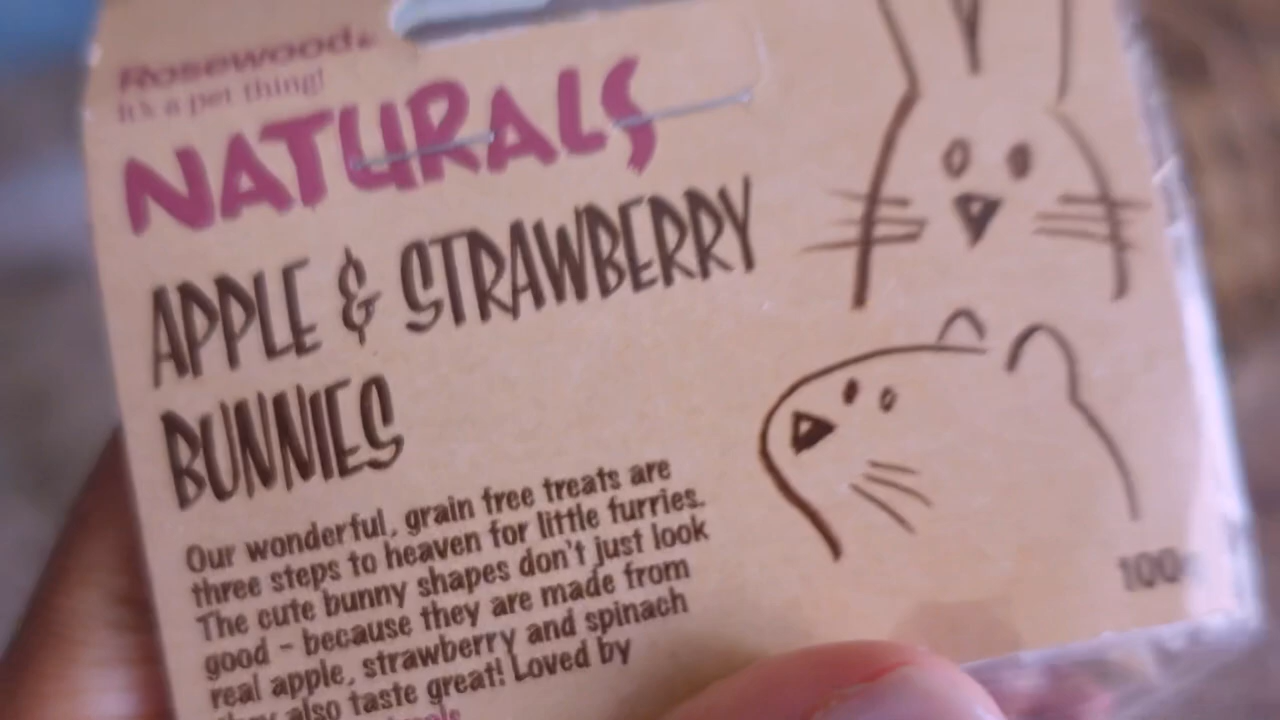 Rosewood
It's a pet thing!
NATURALS
APPLE & STRAWBERRY
BUNNIES
Our wonderful, grain free treats are
three steps to heaven for little furries.
The cute bunny shapes don't just look
good – because they are made from
real apple, strawberry and spinach
they also taste great! Loved by
100g